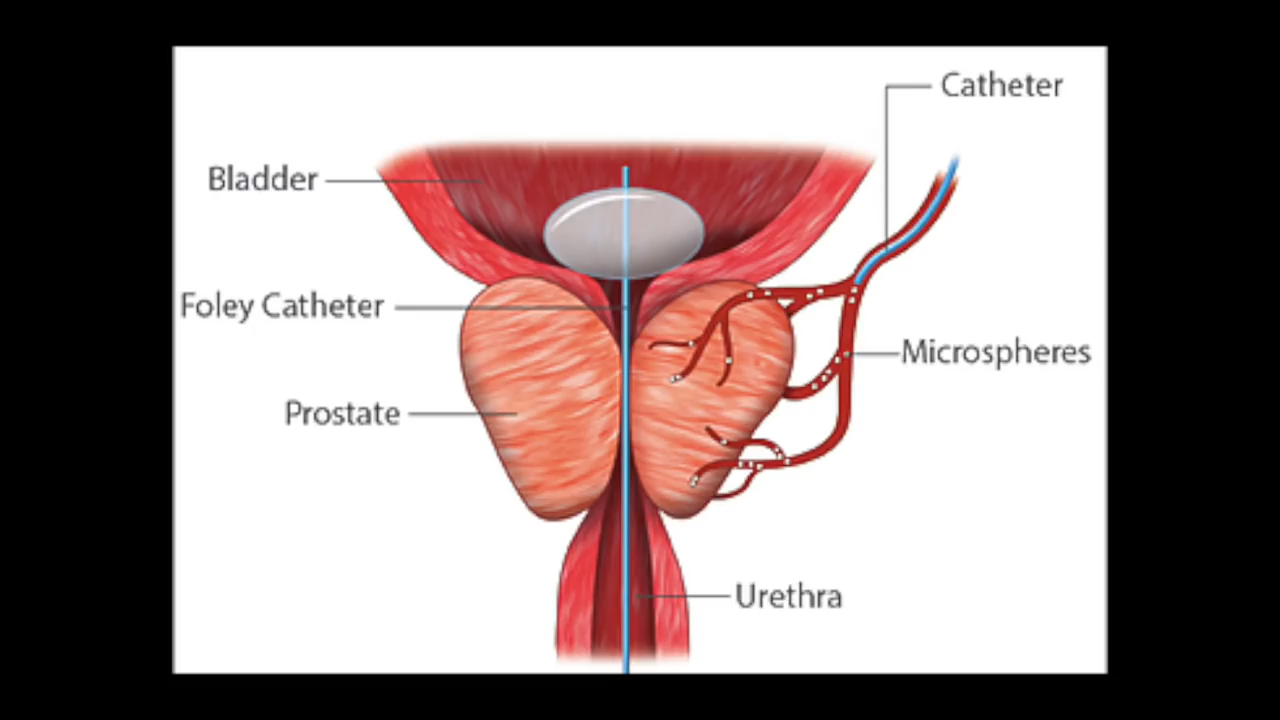 Catheter
Bladder
Foley Catheter
Microspheres
Prostate
Urethra